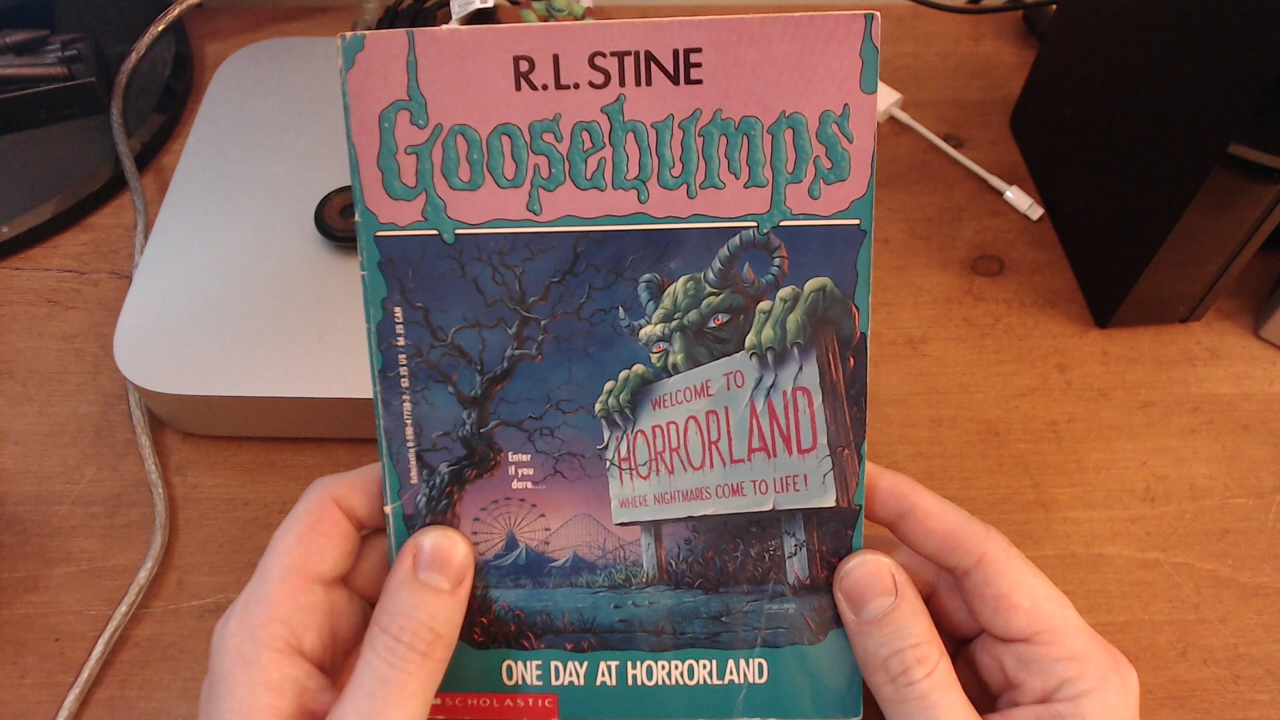 R.L. STINE
Goosebumps
WELCOME TO
HORRORLAND
WHERE NIGHTMARES COME TO LIFE!
Enter
if you
dare....
ONE DAY AT HORRORLAND
SCHOLASTIC